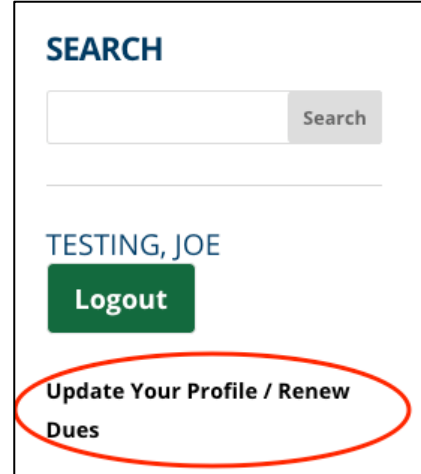 SEARCH
Search
TESTING, JOE
Logout
Update Your Profile / Renew
Dues